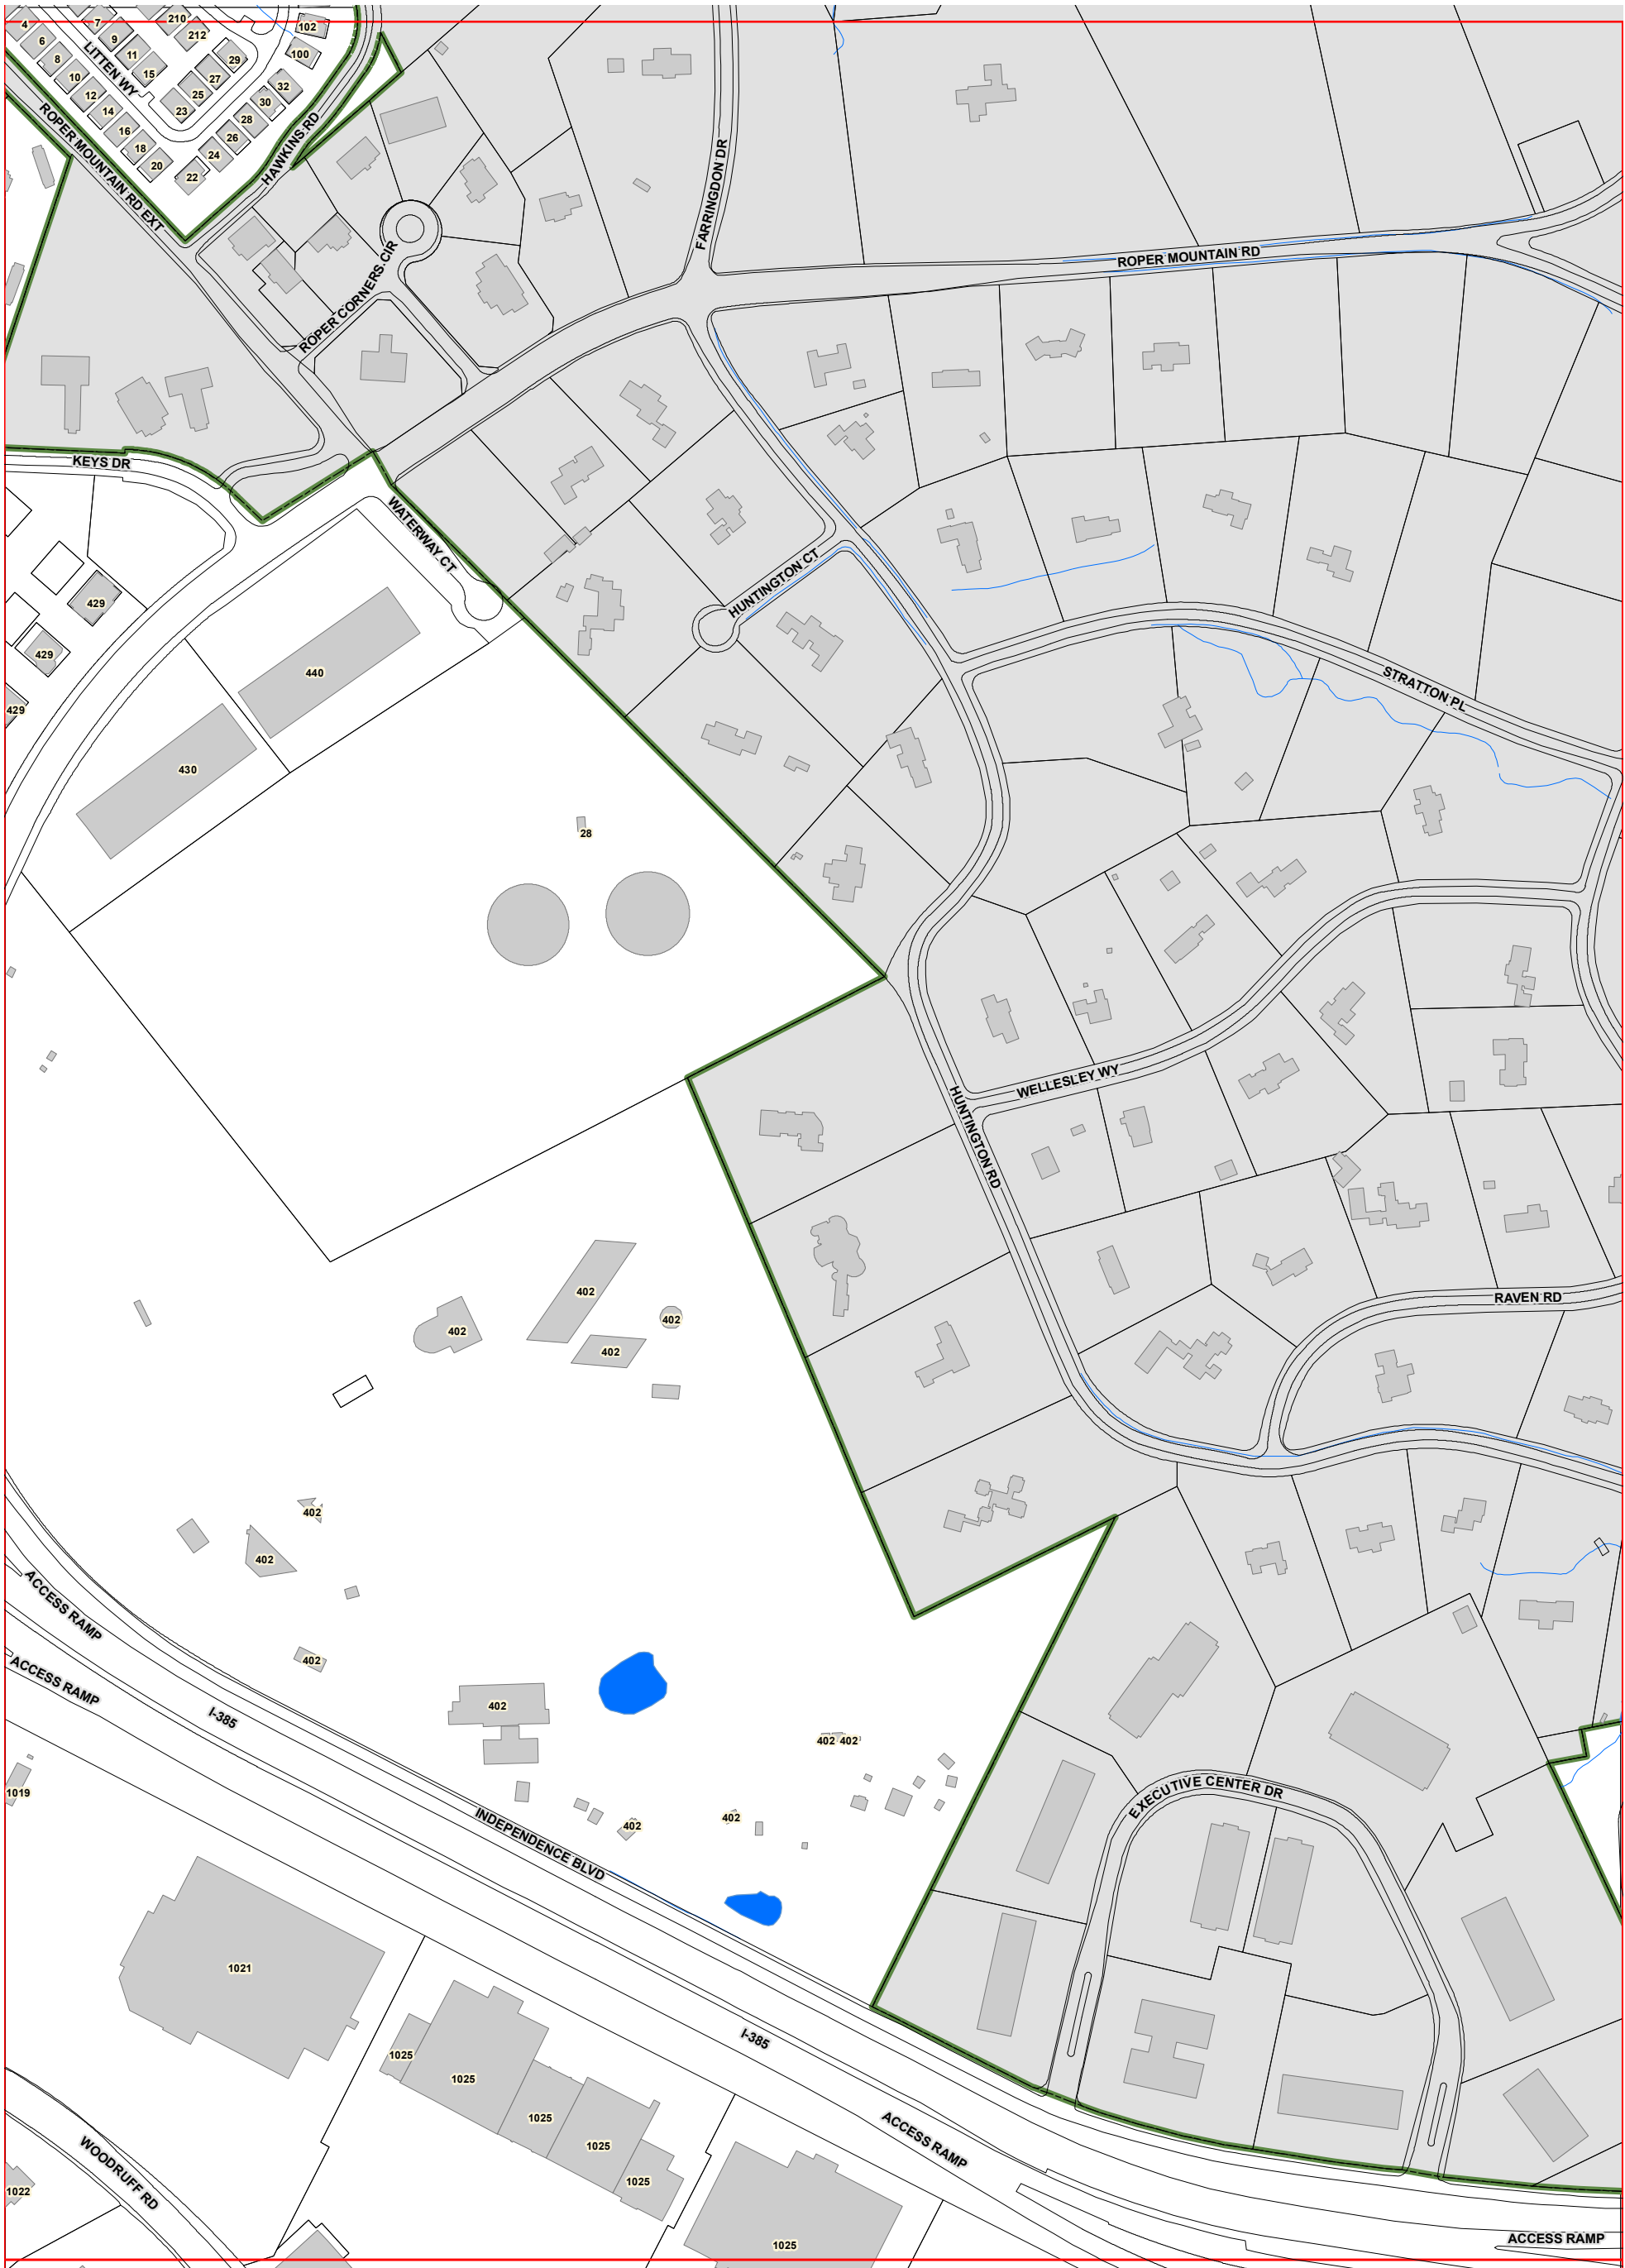 4
6
8
10
12
14
16
18
20
22
24
26
28
30
32
7
9
11
15
23
25
27
29
210
212
102
100
LITTEN WY
HAWKINS RD
ROPER MOUNTAIN RD EXT
ROPER CORNERS CIR
FARRINGDON DR
ROPER MOUNTAIN RD
KEYS DR
WATERWAY CT
HUNTINGTON CT
STRATTON PL
429
429
429
440
430
28
WELLESLEY WY
HUNTINGTON RD
RAVEN RD
402
402
402
402
402
402
402
402
402
402
402
402
ACCESS RAMP
ACCESS RAMP
I-385
INDEPENDENCE BLVD
EXECUTIVE CENTER DR
1019
1021
I-385
1025
1025
1025
1025
1025
1025
ACCESS RAMP
WOODRUFF RD
1022
ACCESS RAMP